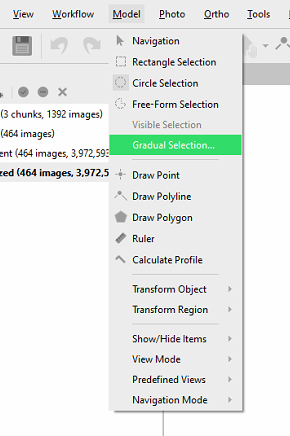 View Workflow Model Photo Ortho Tools
Navigation
Rectangle Selection
(3 chunks, 1392 images)
Circle Selection
(464 images)
Free-Form Selection
ent (464 images, 3,972,593
Visible Selection
zed (464 images, 3,972,5
Gradual Selection...
Draw Point
Draw Polyline
Draw Polygon
Ruler
Calculate Profile
Transform Object
Transform Region
Show/Hide Items
View Mode
Predefined Views
Navigation Mode